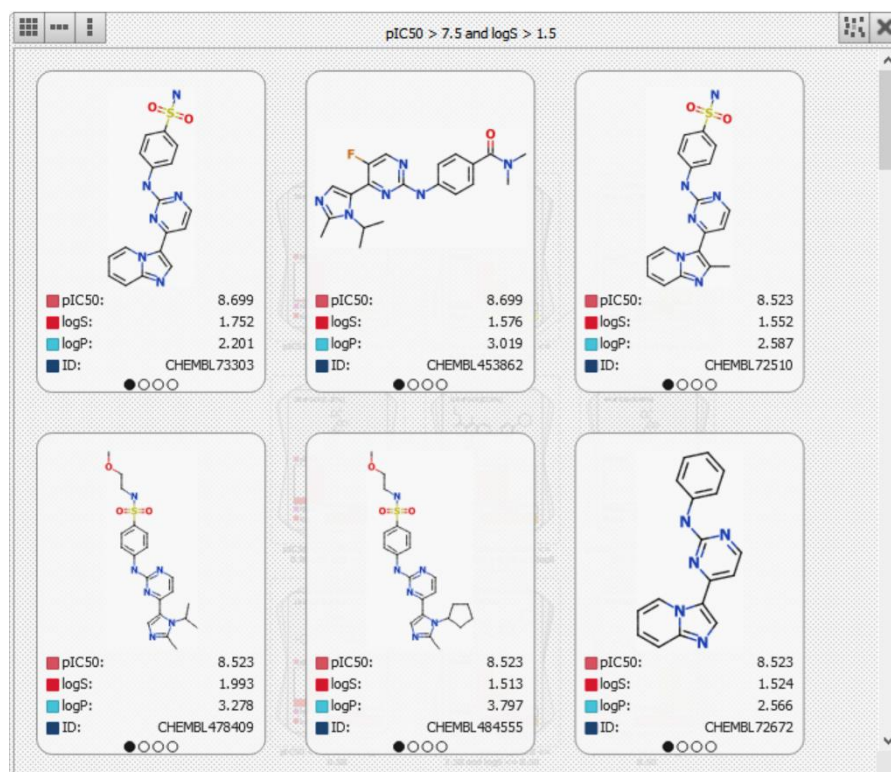 pIC50 > 7.5 and logS > 1.5
N
O S O
N
N
N
N
N
pIC50: 8.699
logS: 1.752
logP: 2.201
ID: CHEMBL73303
O
F N
N
N N N
N
pIC50: 8.699
logS: 1.576
logP: 3.019
ID: CHEMBL453862
N
O S O
N
N
N
N
N
pIC50: 8.523
logS: 1.552
logP: 2.587
ID: CHEMBL72510
O
N
O S O
N N
N
N
N
pIC50: 8.523
logS: 1.993
logP: 3.278
ID: CHEMBL478409
O
N
O S O
N N
N
N
N
pIC50: 8.523
logS: 1.513
logP: 3.797
ID: CHEMBL484555
N
N
N
N
N
pIC50: 8.523
logS: 1.524
logP: 2.566
ID: CHEMBL72672